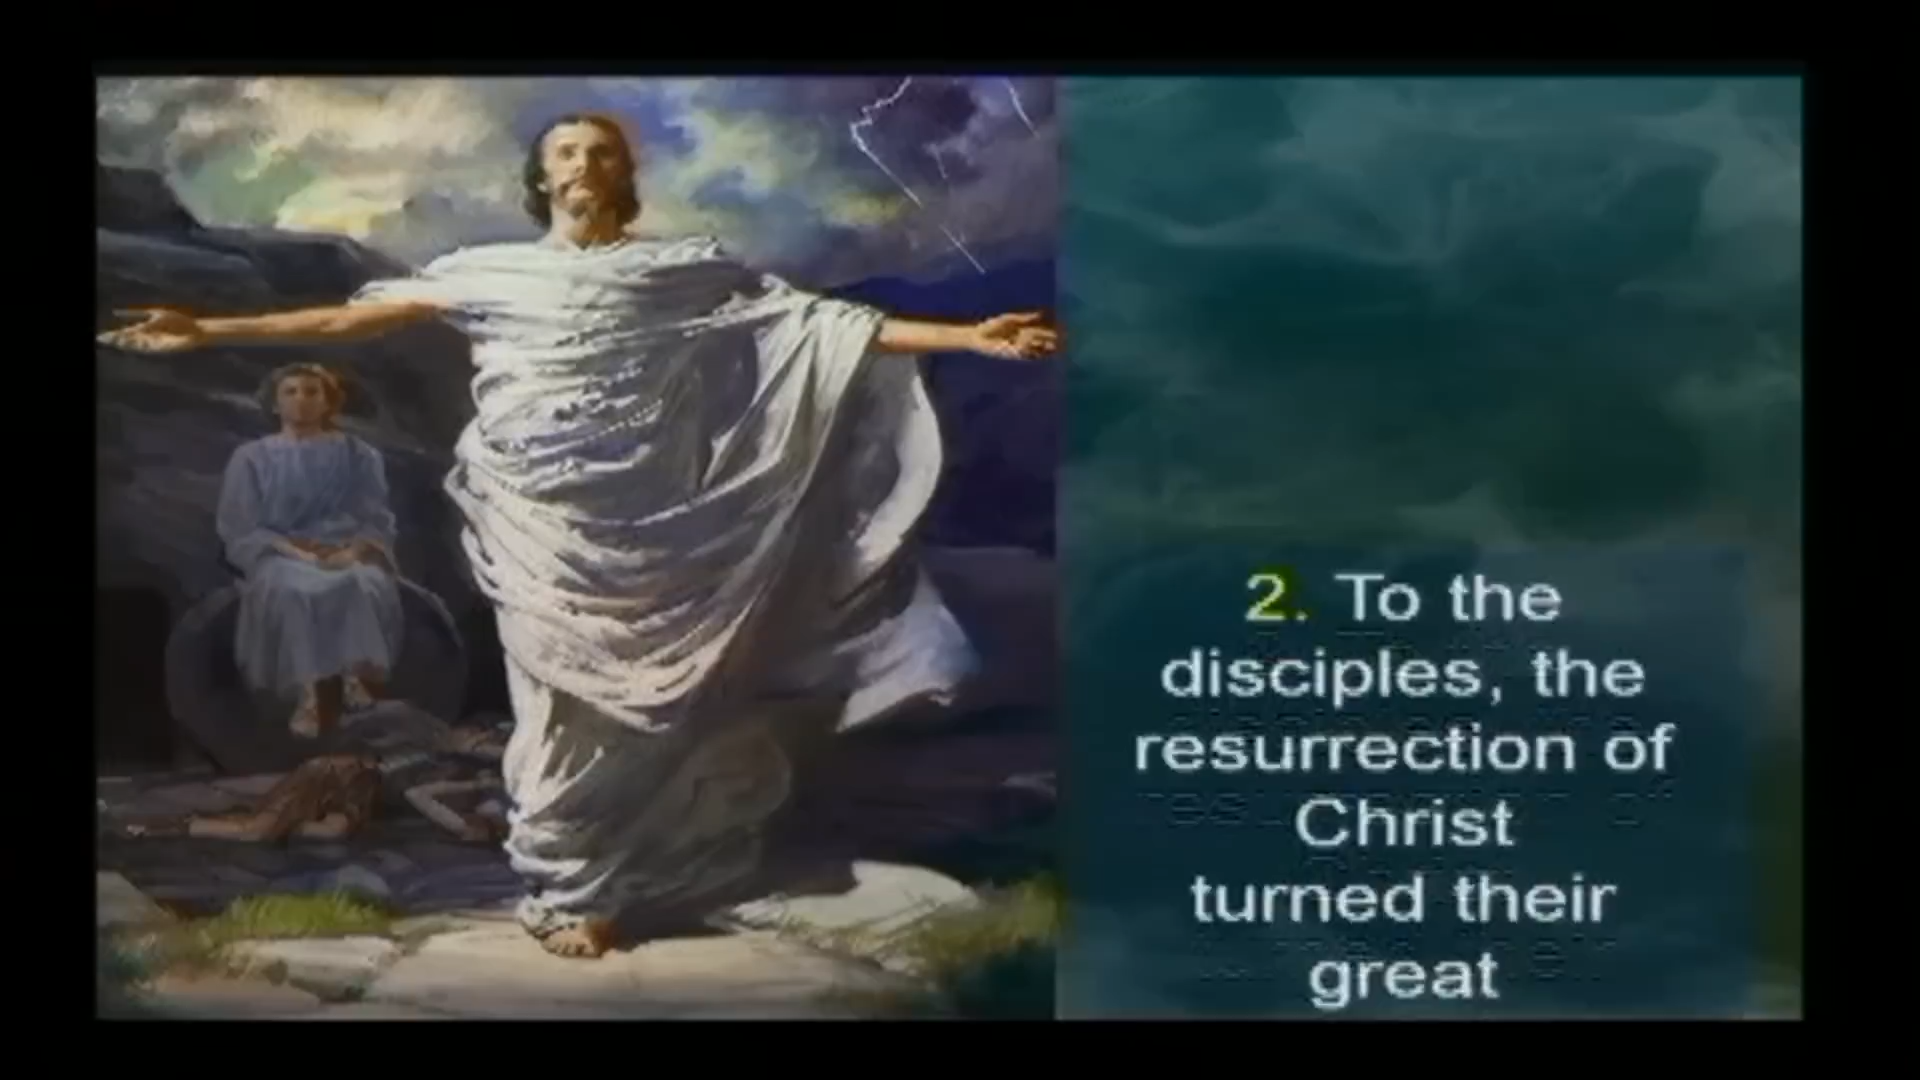 2. To the
disciples, the
resurrection of
Christ
turned their
great